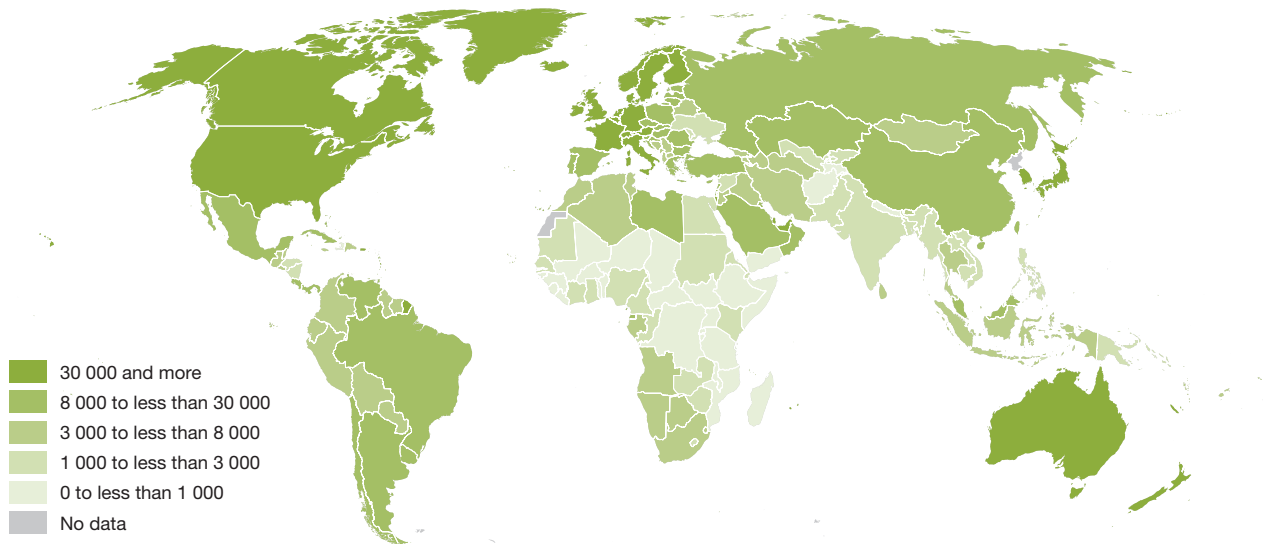 30 000 and more
8 000 to less than 30 000
3 000 to less than 8 000
1 000 to less than 3 000
0 to less than 1 000
No data